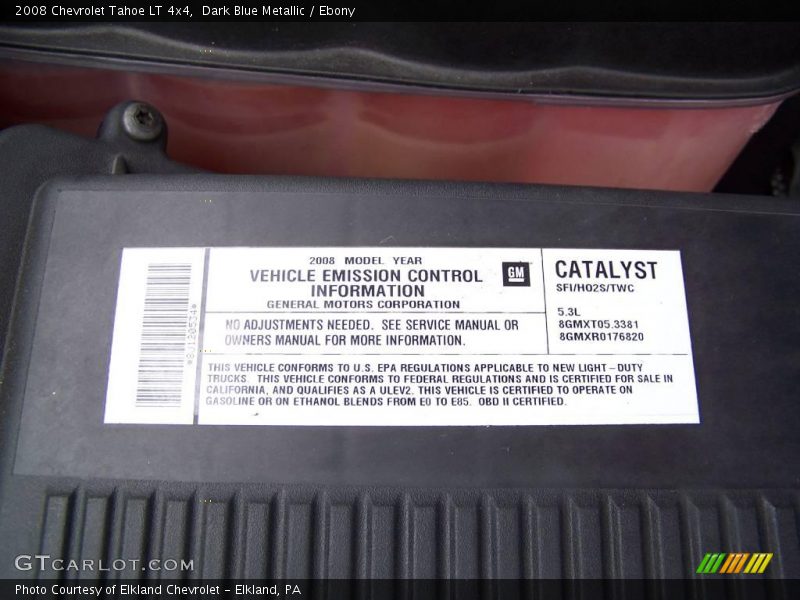 2008 Chevrolet Tahoe LT 4x4,  Dark Blue Metallic / Ebony
2008 MODEL YEAR
VEHICLE EMISSION CONTROL
INFORMATION
GENERAL MOTORS CORPORATION
GM
CATALYST
SFI/HO2S/TWC
5.3L
8GMXT05.3381
8GMXR0176820
NO ADJUSTMENTS NEEDED. SEE SERVICE MANUAL OR
OWNERS MANUAL FOR MORE INFORMATION.
THIS VEHICLE CONFORMS TO U.S. EPA REGULATIONS APPLICABLE TO NEW LIGHT-DUTY
TRUCKS. THIS VEHICLE CONFORMS TO FEDERAL REGULATIONS AND IS CERTIFIED FOR SALE IN
CALIFORNIA, AND QUALIFIES AS A ULEV2. THIS VEHICLE IS CERTIFIED TO OPERATE ON
GASOLINE OR ON ETHANOL BLENDS FROM E0 TO E85. OBD II CERTIFIED.
GTCARLOT.COM
Photo Courtesy of Elkland Chevrolet - Elkland, PA